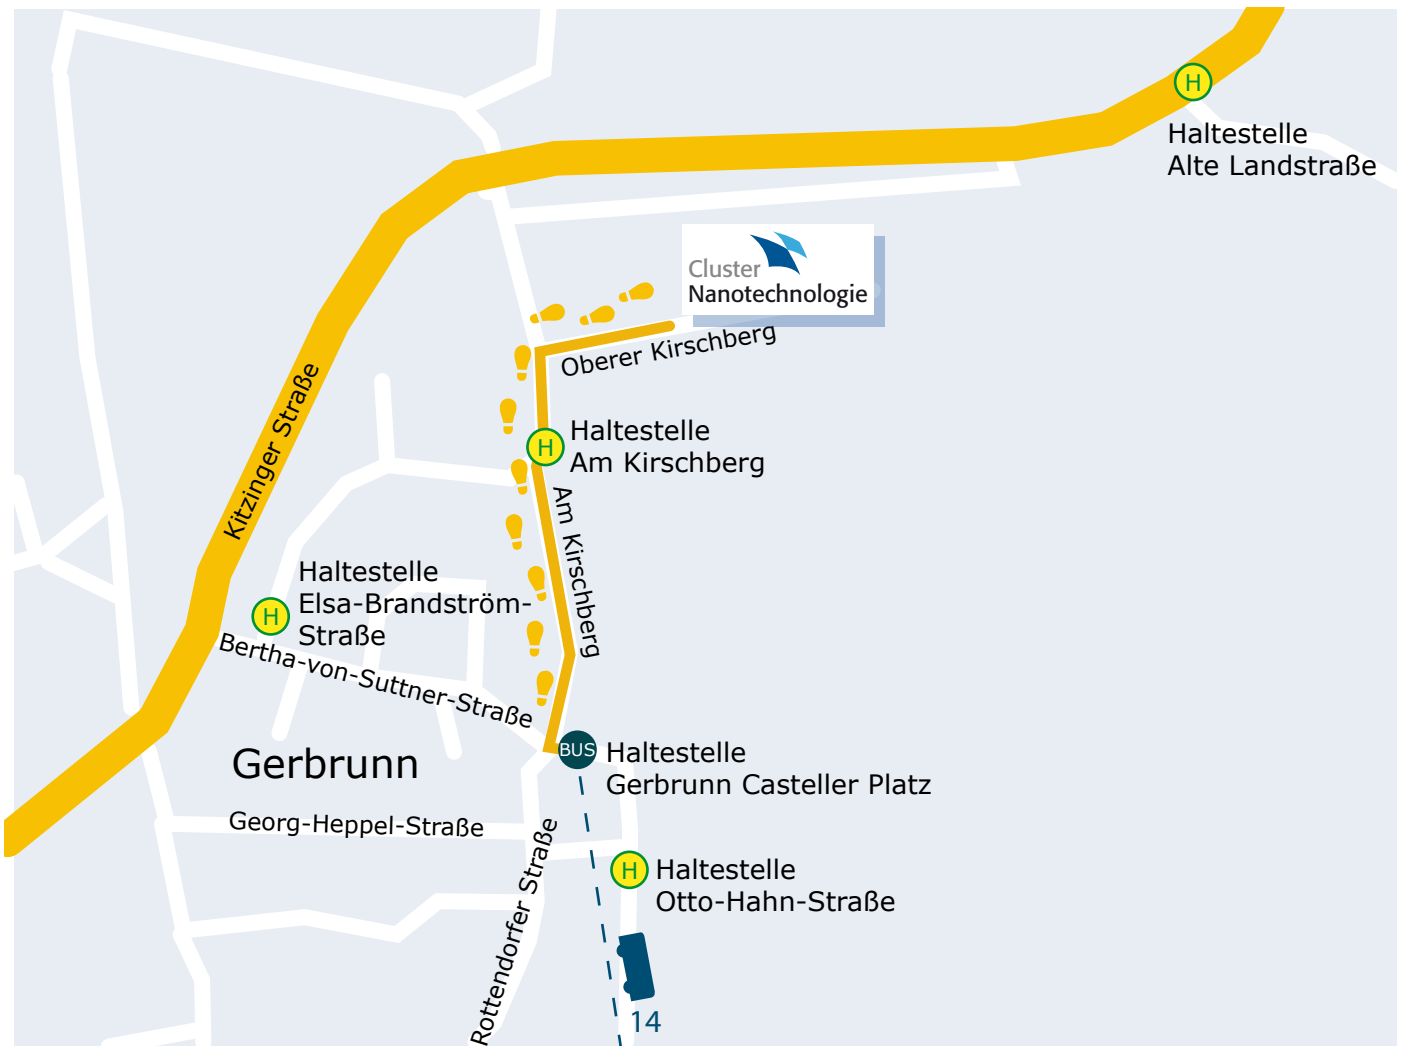 H
Haltestelle
Alte Landstraße
Cluster
Nanotechnologie
Oberer Kirschberg
Kitzinger Straße
H
Haltestelle
Am Kirschberg
Am Kirschberg
H
Haltestelle
Elsa-Brandström-
Straße
Bertha-von-Suttner-Straße
Gerbrunn
BUS
Haltestelle
Gerbrunn Casteller Platz
Georg-Heppel-Straße
Rottendorfer Straße
H
Haltestelle
Otto-Hahn-Straße
14